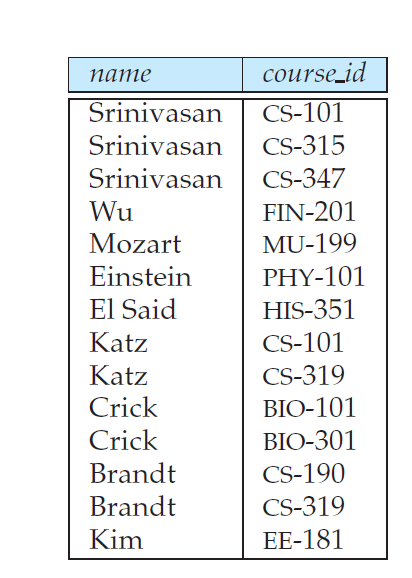 name course_id
Srinivasan CS-101
Srinivasan CS-315
Srinivasan CS-347
Wu FIN-201
Mozart MU-199
Einstein PHY-101
El Said HIS-351
Katz CS-101
Katz CS-319
Crick BIO-101
Crick BIO-301
Brandt CS-190
Brandt CS-319
Kim EE-181